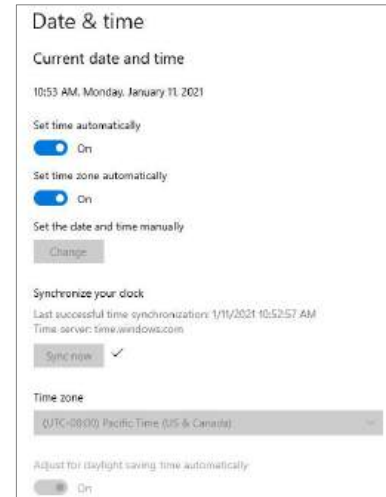 Date & time
Current date and time
10:53 AM, Monday, January 11, 2021
Set time automatically
On
Set time zone automatically
On
Set the date and time manually
Change
Synchronize your clock
Last successful time synchronization: 1/11/2021 10:52:57 AM
Time server: time.windows.com
Sync now
Time zone
(UTC-08:00) Pacific Time (US & Canada)
Adjust for daylight saving time automatically
On